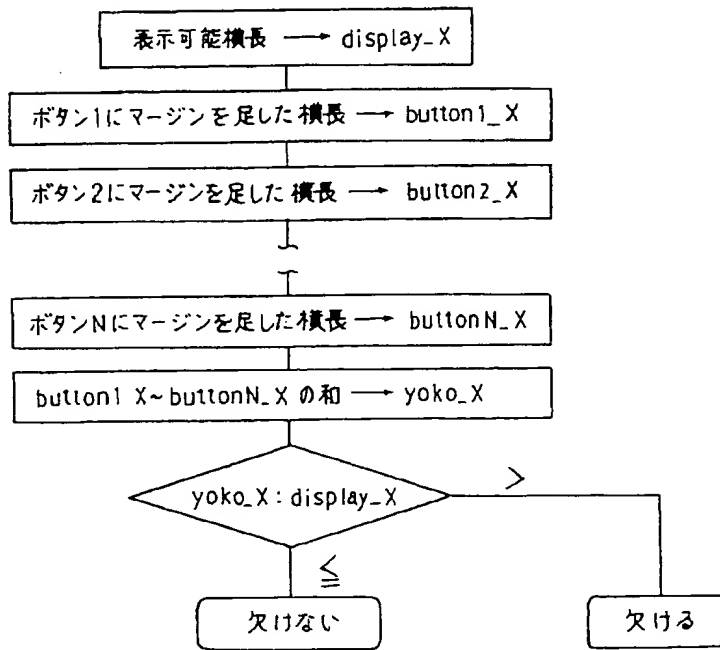 表示可能横長 → display_X
ボタン1にマージンを足した横長 → button1_X
ボタン2にマージンを足した横長 → button2_X
ボタンNにマージンを足した横長 → buttonN_X
button1 X~buttonN_X の和 → yoko_X
yoko_X : display_X
>
≦
欠けない
欠ける